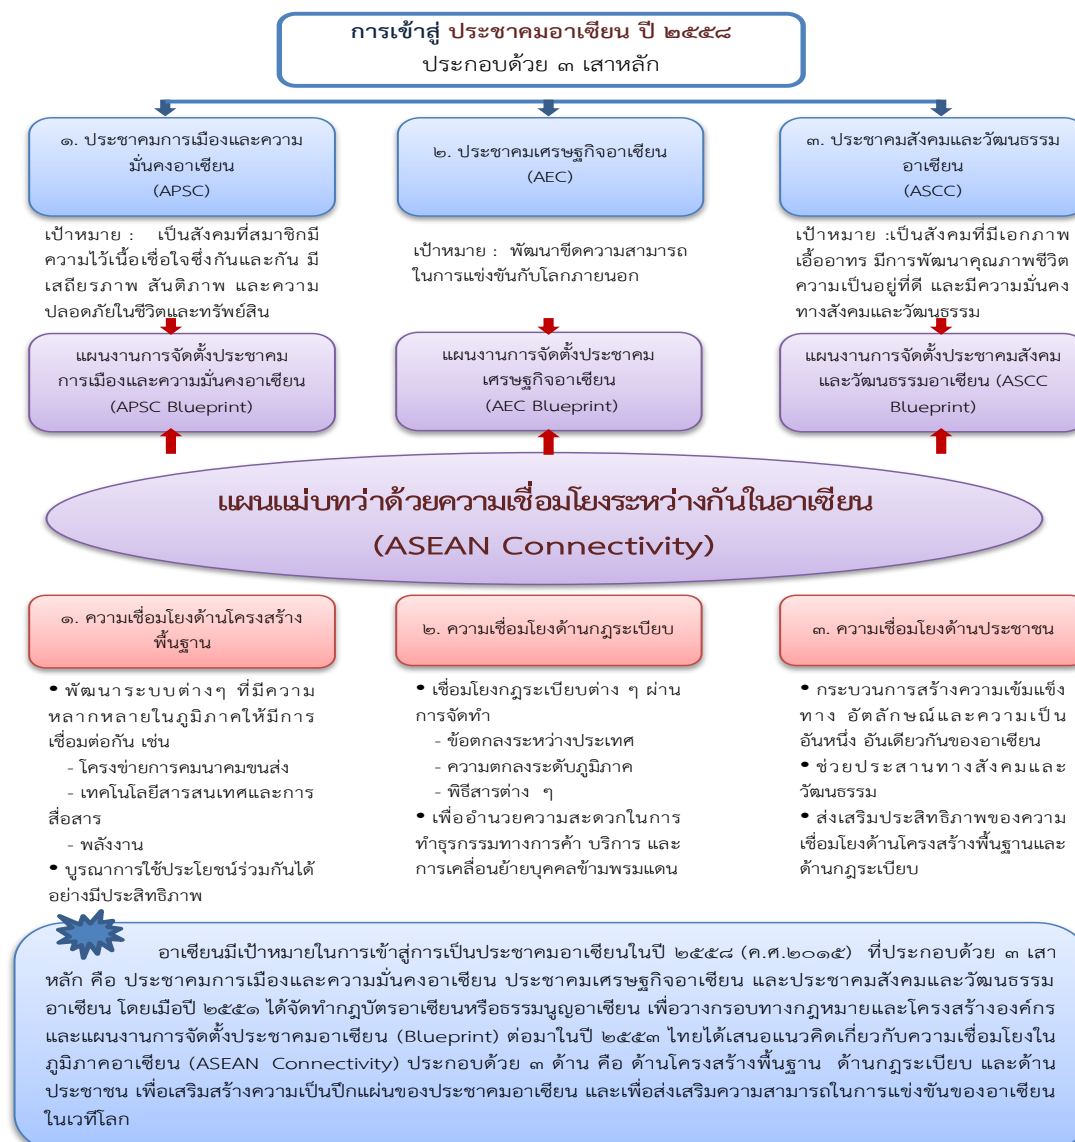 การเข้าสู่ ประชาคมอาเซียน ปี ๒๕๕๘
ประกอบด้วย ๓ เสาหลัก
๑. ประชาคมการเมืองและความ
มั่นคงอาเซียน
(APSC)
๒. ประชาคมเศรษฐกิจอาเซียน
(AEC)
๓. ประชาคมสังคมและวัฒนธรรม
อาเซียน
(ASCC)
เป้าหมาย : เป็นสังคมที่สมาชิกมี
ความไว้เนื้อเชื่อใจซึ่งกันและกัน มี
เสถียรภาพ สันติภาพ และความ
ปลอดภัยในชีวิตและทรัพย์สิน
เป้าหมาย : พัฒนาขีดความสามารถ
ในการแข่งขันกับโลกภายนอก
เป้าหมาย :เป็นสังคมที่มีเอกภาพ
เอื้ออาทร มีการพัฒนาคุณภาพชีวิต
ความเป็นอยู่ที่ดี และมีความมั่นคง
ทางสังคมและวัฒนธรรม
แผนงานการจัดตั้งประชาคม
การเมืองและความมั่นคงอาเซียน
(APSC Blueprint)
แผนงานการจัดตั้งประชาคม
เศรษฐกิจอาเซียน
(AEC Blueprint)
แผนงานการจัดตั้งประชาคมสังคม
และวัฒนธรรมอาเซียน (ASCC
Blueprint)
แผนแม่บทว่าด้วยความเชื่อมโยงระหว่างกันในอาเซียน
(ASEAN Connectivity)
๑. ความเชื่อมโยงด้านโครงสร้าง
พื้นฐาน
๒. ความเชื่อมโยงด้านกฎระเบียบ
๓. ความเชื่อมโยงด้านประชาชน
• พัฒนาระบบต่างๆ ที่มีความ
หลากหลายในภูมิภาคให้มีการ
เชื่อมต่อกัน เช่น
- โครงข่ายการคมนาคมขนส่ง
- เทคโนโลยีสารสนเทศและการ
สื่อสาร
- พลังงาน
• บูรณาการใช้ประโยชน์ร่วมกันได้
อย่างมีประสิทธิภาพ
• เชื่อมโยงกฎระเบียบต่าง ๆ ผ่าน
การจัดทำ
- ข้อตกลงระหว่างประเทศ
- ความตกลงระดับภูมิภาค
- พิธีสารต่าง ๆ
• เพื่ออำนวยความสะดวกในการ
ทำธุรกรรมทางการค้า บริการ และ
การเคลื่อนย้ายบุคคลข้ามพรมแดน
• กระบวนการสร้างความเข้มแข็ง
ทาง อัตลักษณ์และความเป็น
อันหนึ่ง อันเดียวกันของอาเซียน
• ช่วยประสานทางสังคมและ
วัฒนธรรม
• ส่งเสริมประสิทธิภาพของความ
เชื่อมโยงด้านโครงสร้างพื้นฐานและ
ด้านกฎระเบียบ
อาเซียนมีเป้าหมายในการเข้าสู่การเป็นประชาคมอาเซียนในปี ๒๕๕๘ (ค.ศ.๒๐๑๕) ที่ประกอบด้วย ๓ เสา
หลัก คือ ประชาคมการเมืองและความมั่นคงอาเซียน ประชาคมเศรษฐกิจอาเซียน และประชาคมสังคมและวัฒนธรรม
อาเซียน โดยเมื่อปี ๒๕๕๑ ได้จัดทำกฎบัตรอาเซียนหรือธรรมนูญอาเซียน เพื่อวางกรอบทางกฎหมายและโครงสร้างองค์กร
และแผนงานการจัดตั้งประชาคมอาเซียน (Blueprint) ต่อมาในปี ๒๕๕๓ ไทยได้เสนอแนวคิดเกี่ยวกับความเชื่อมโยงใน
ภูมิภาคอาเซียน (ASEAN Connectivity) ประกอบด้วย ๓ ด้าน คือ ด้านโครงสร้างพื้นฐาน ด้านกฎระเบียบ และด้าน
ประชาชน เพื่อเสริมสร้างความเป็นปึกแผ่นของประชาคมอาเซียน และเพื่อส่งเสริมความสามารถในการแข่งขันของอาเซียน
ในเวทีโลก